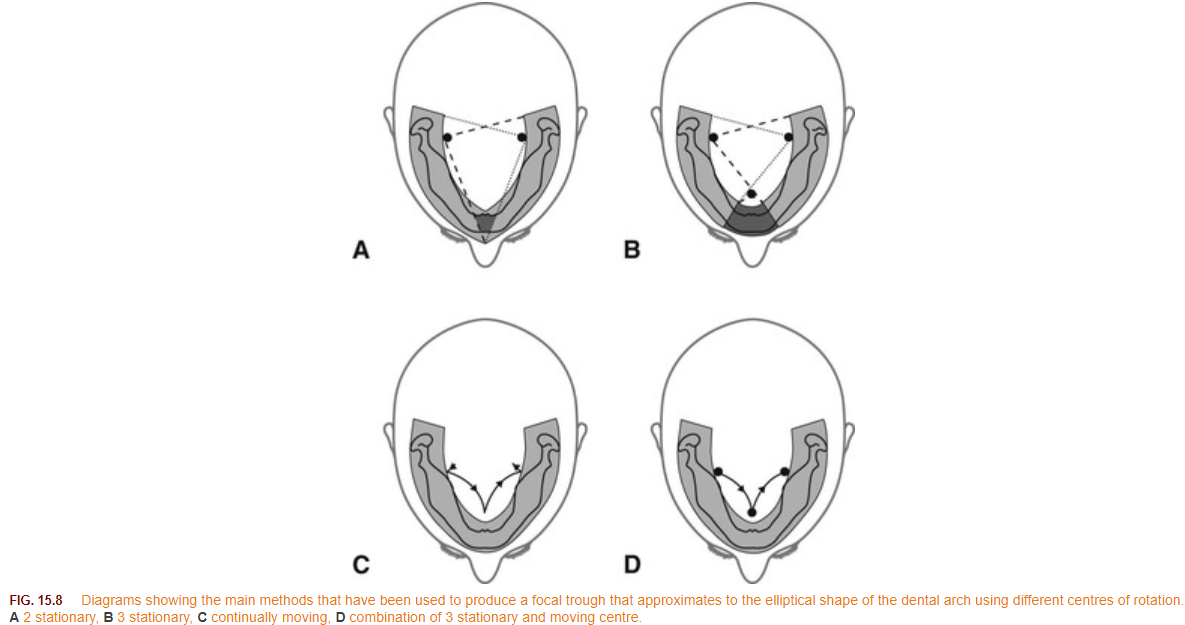 A
B
C
D
FIG. 15.8 Diagrams showing the main methods that have been used to produce a focal trough that approximates to the elliptical shape of the dental arch using different centres of rotation.
A 2 stationary, B 3 stationary, C continually moving, D combination of 3 stationary and moving centre.